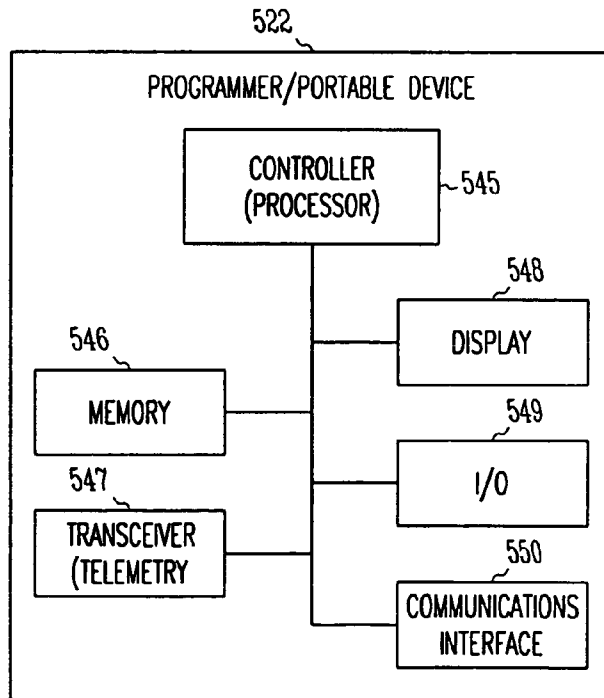 522
PROGRAMMER/PORTABLE DEVICE
CONTROLLER
(PROCESSOR)
545
548
DISPLAY
546
MEMORY
549
I/O
547
TRANSCEIVER
(TELEMETRY
550
COMMUNICATIONS
INTERFACE